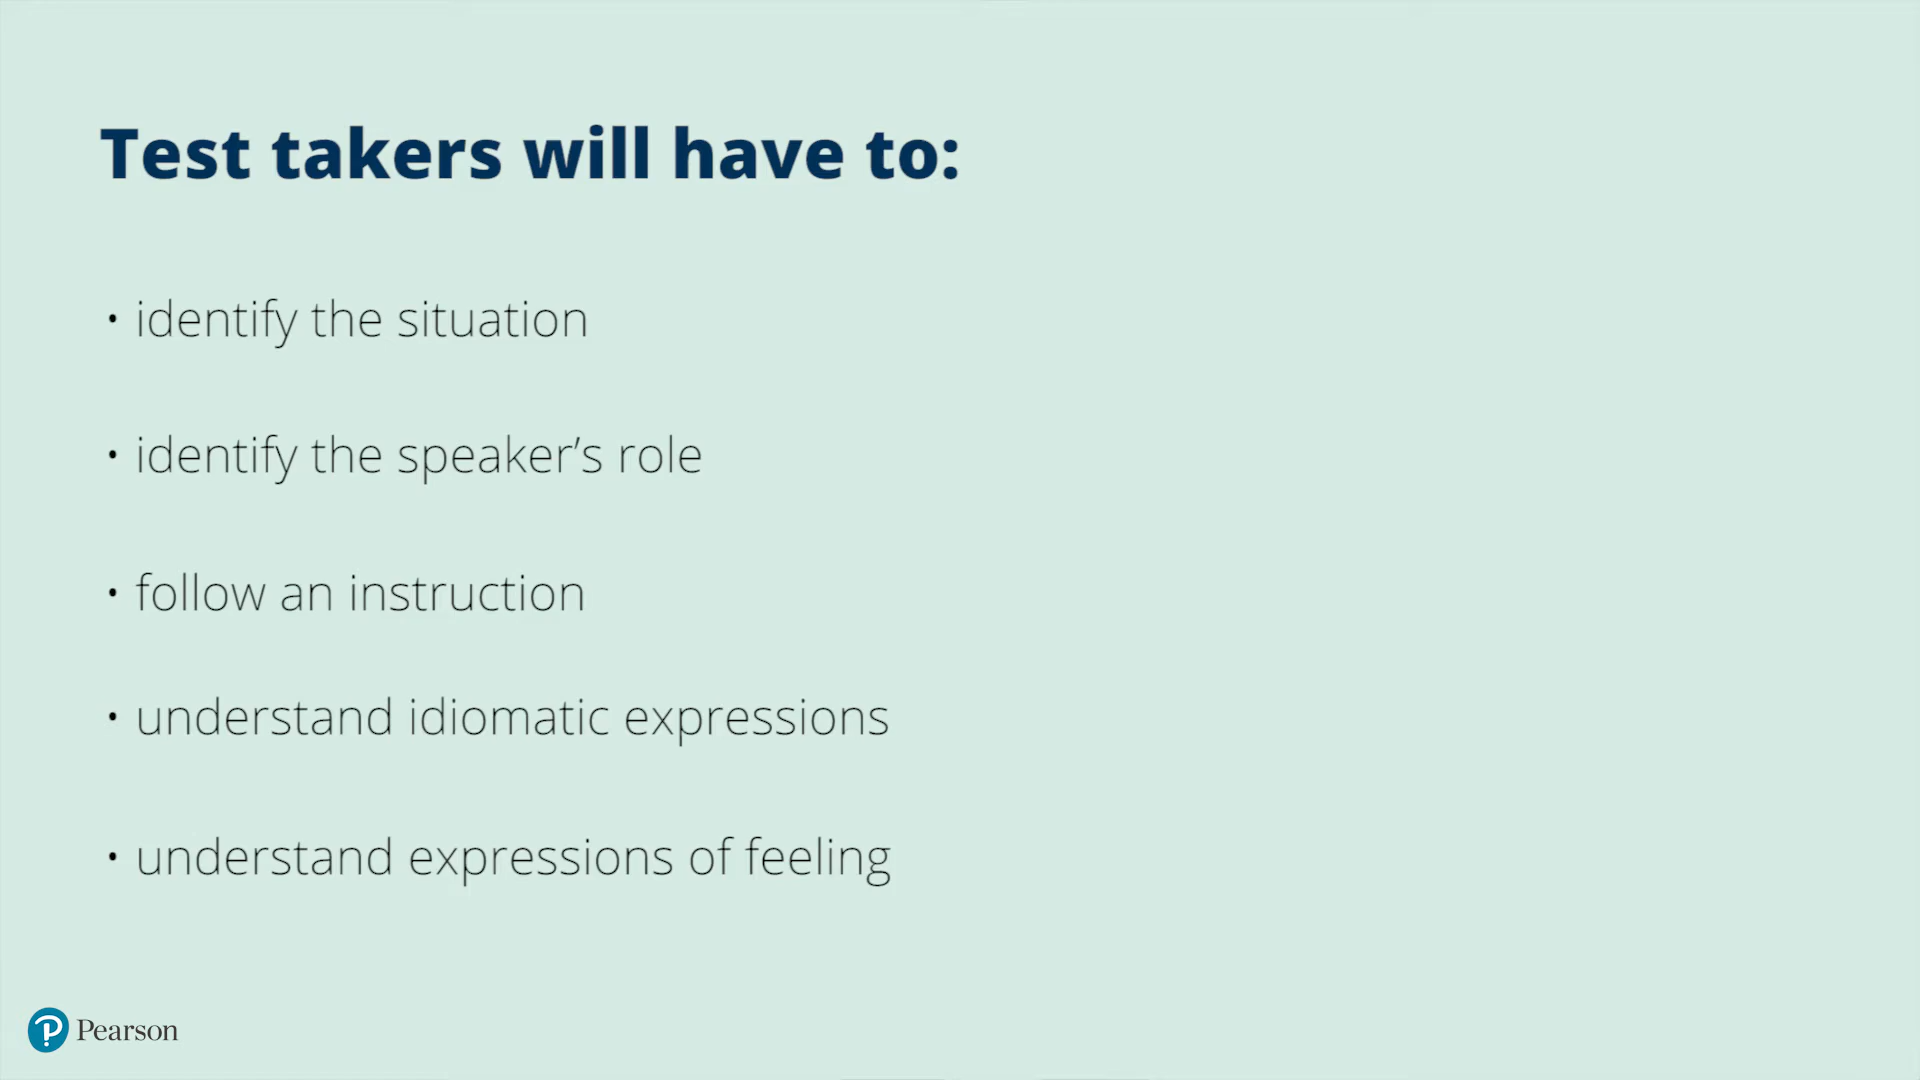 Test takers will have to:
• identify the situation
• identify the speaker’s role
• follow an instruction
• understand idiomatic expressions
• understand expressions of feeling
Pearson